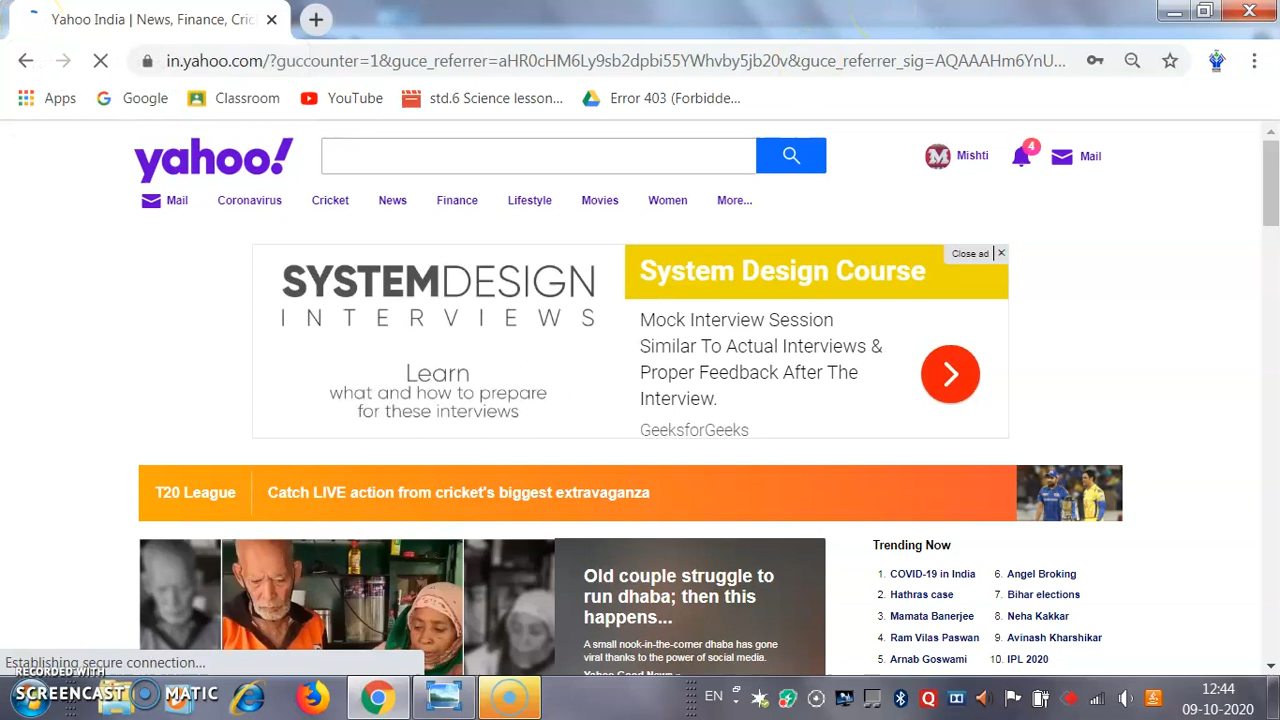 Yahoo India | News, Finance, Cric
in.yahoo.com/?guccounter=1&guce_referrer=aHR0cHM6Ly9sb2dpbi55YWhvby5jb20v&guce_referrer_sig=AQAAAHm6YnU...
Apps Google Classroom YouTube std.6 Science lesson... Error 403 (Forbidde...
yahoo!
M Mishti 4 Mail
Mail Coronavirus Cricket News Finance Lifestyle Movies Women More...
Close ad
SYSTEMDESIGN
INTERVIEWS
Learn
what and how to prepare
for these interviews
System Design Course
Mock Interview Session
Similar To Actual Interviews &
Proper Feedback After The
Interview.
GeeksforGeeks
T20 League Catch LIVE action from cricket's biggest extravaganza
Old couple struggle to
run dhaba; then this
happens...
A small nook-in-the-corner dhaba has gone
viral thanks to the power of social media.
Yahoo Good News »
Trending Now
1. COVID-19 in India
2. Hathras case
3. Mamata Banerjee
4. Ram Vilas Paswan
5. Arnab Goswami
6. Angel Broking
7. Bihar elections
8. Neha Kakkar
9. Avinash Kharshikar
10. IPL 2020
Establishing secure connection...
RECORDED WITH
SCREENCAST MATIC
EN
12:44
09-10-2020